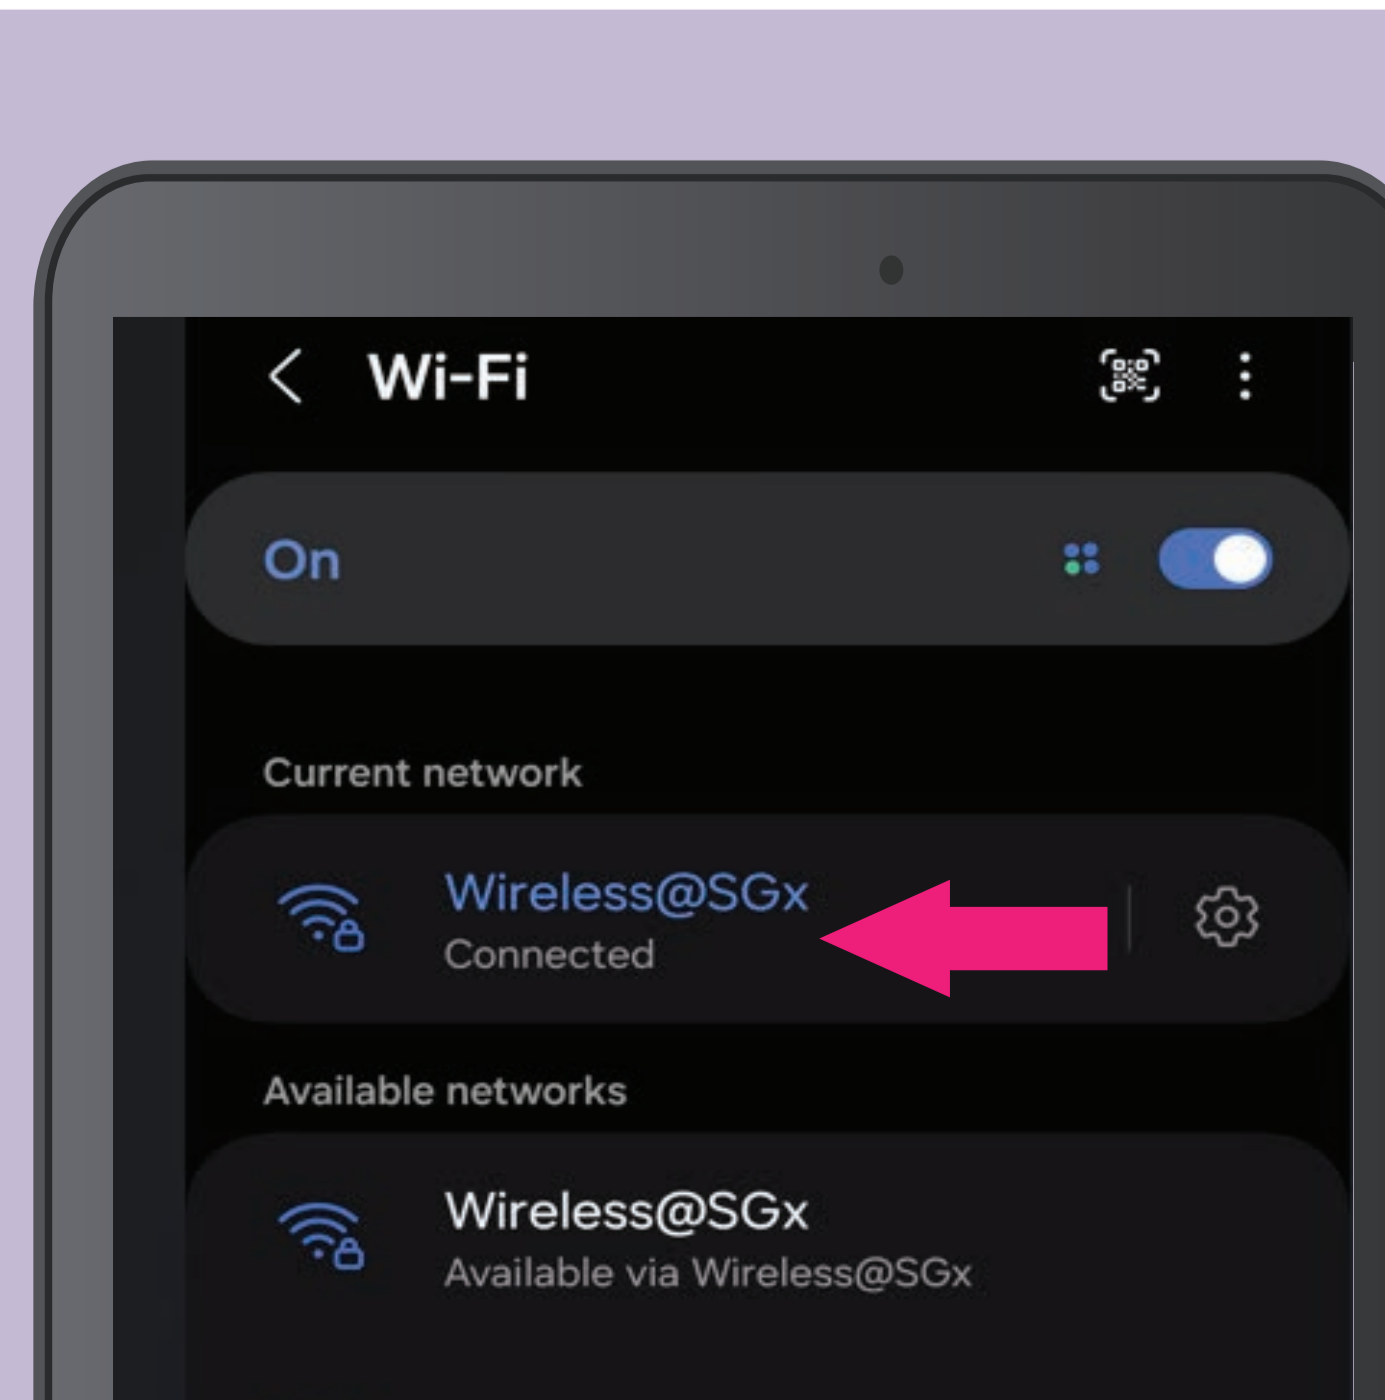 Wi-Fi
On
Current network
Wireless@SGx
Connected
Available networks
Wireless@SGx
Available via Wireless@SGx